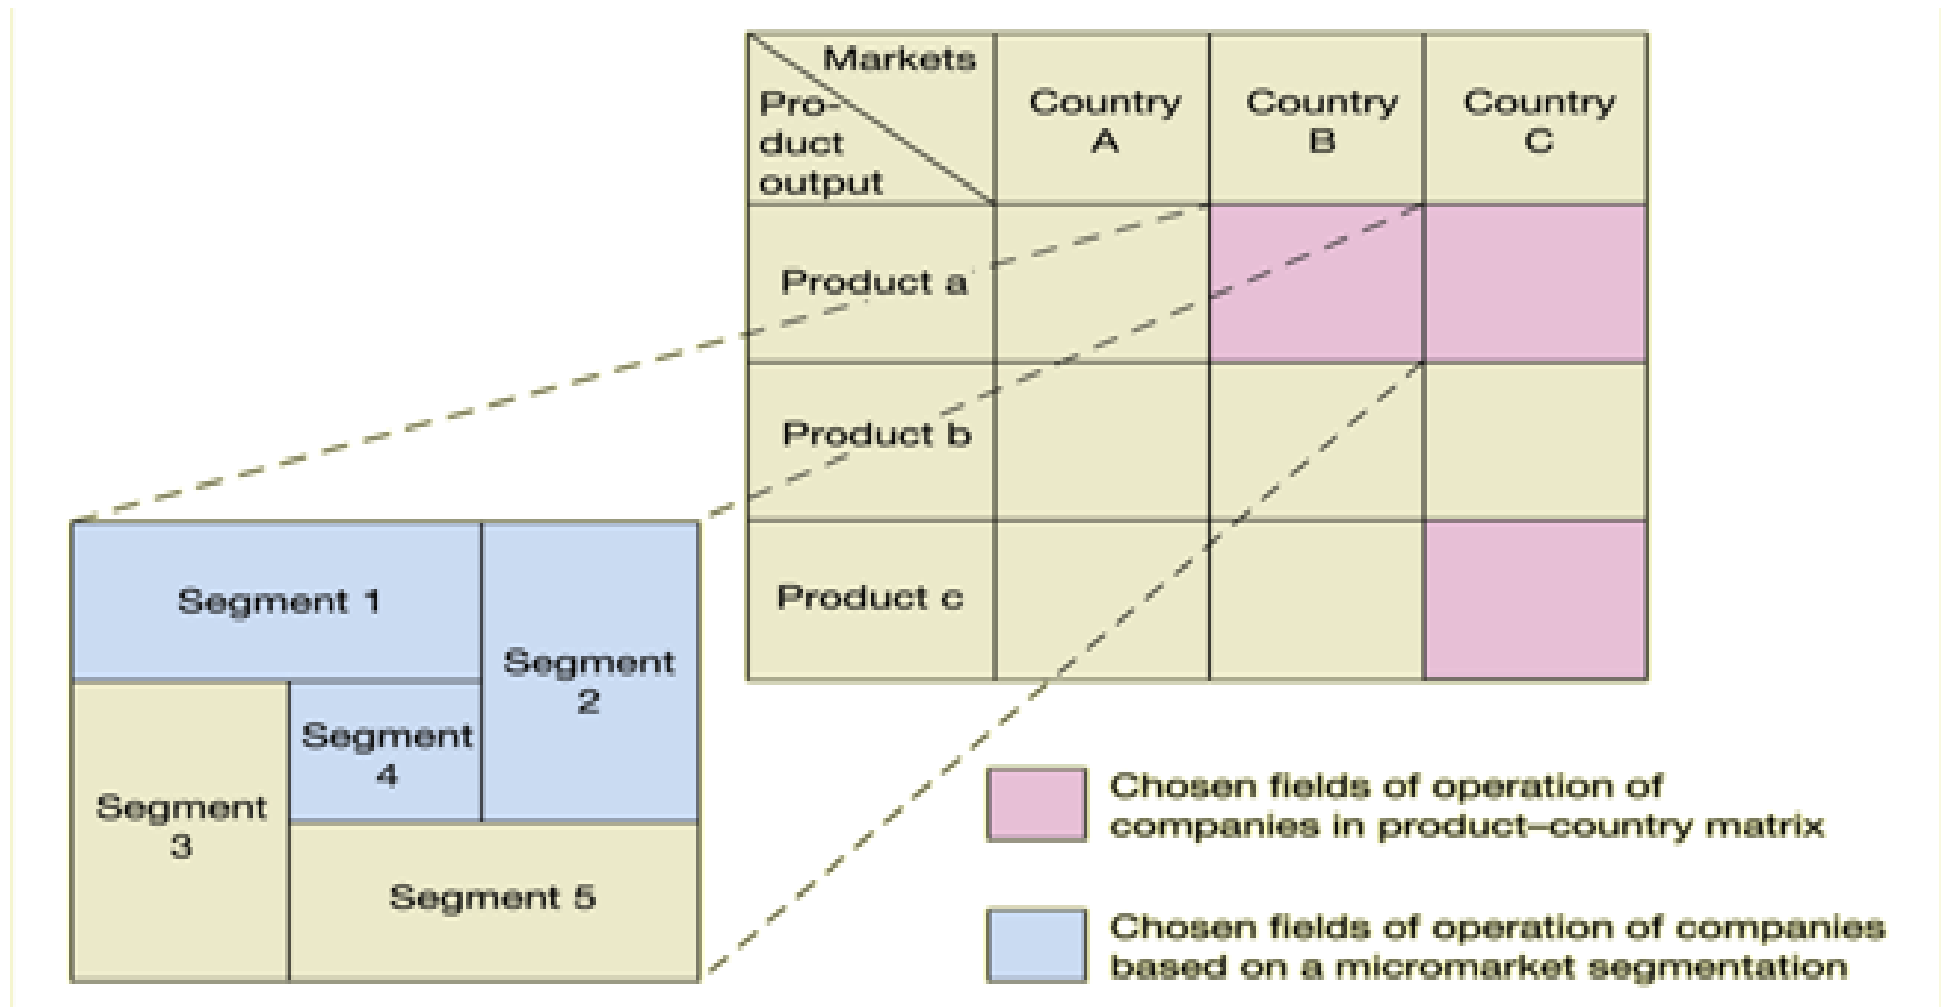 Markets
Pro-
duct
output
Country
A
Country
B
Country
C
Product a
Product b
Product c
Segment 1
Segment
2
Segment
3
Segment
4
Segment 5
Chosen fields of operation of
companies in product–country matrix
Chosen fields of operation of companies
based on a micromarket segmentation